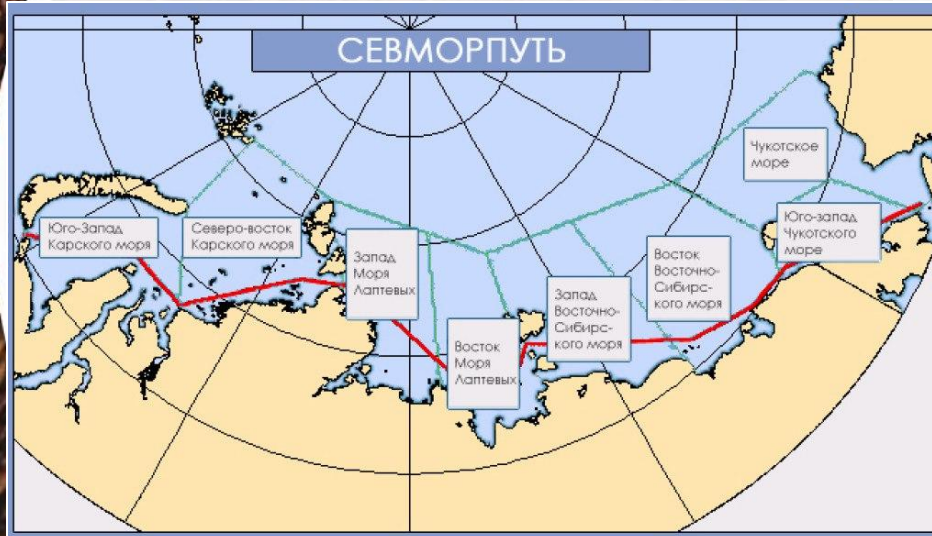 СЕВМОРПУТЬ
Чукотское
море
Юго-Запад
Карского моря
Северо-восток
Карского моря
Запад
Моря
Лаптевых
Восток
Моря
Лаптевых
Запад
Восточно-
Сибирс-
кого моря
Восток
Восточно-
Сибирс-
кого моря
Юго-запад
Чукотского
море